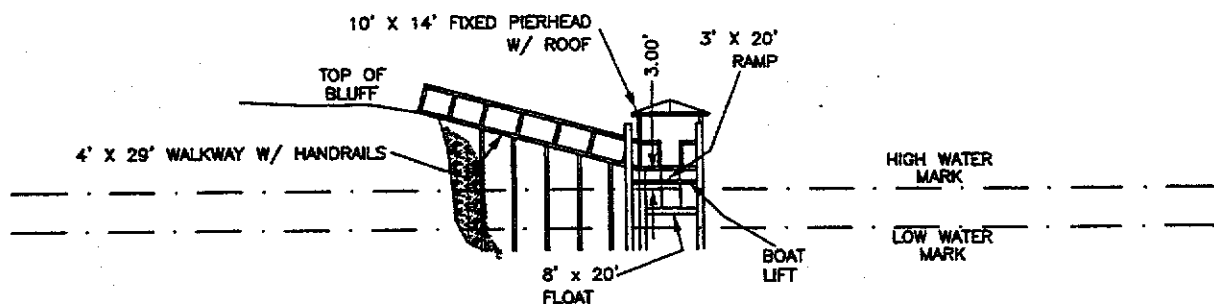 10' X 14' FIXED PIERHEAD
W/ ROOF
3.00'
3' X 20'
RAMP
TOP OF
BLUFF
4' X 29' WALKWAY W/ HANDRAILS
HIGH WATER
MARK
LOW WATER
MARK
BOAT
LIFT
8' x 20'
FLOAT